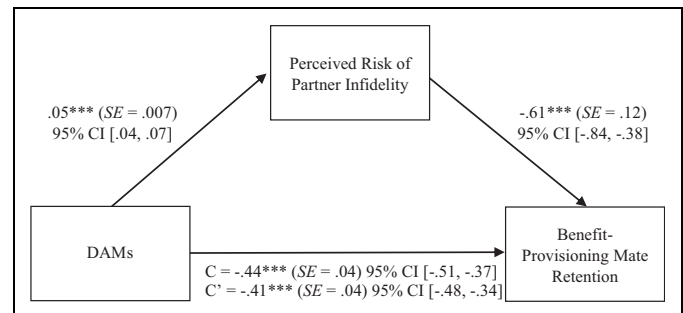 Perceived Risk of
Partner Infidelity
.05*** (SE = .007)
95% CI [.04, .07]
-.61*** (SE = .12)
95% CI [-.84, -.38]
DAMs
C = -.44*** (SE = .04) 95% CI [-.51, -.37]
C’ = -.41*** (SE = .04) 95% CI [-.48, -.34]
Benefit-
Provisioning Mate
Retention